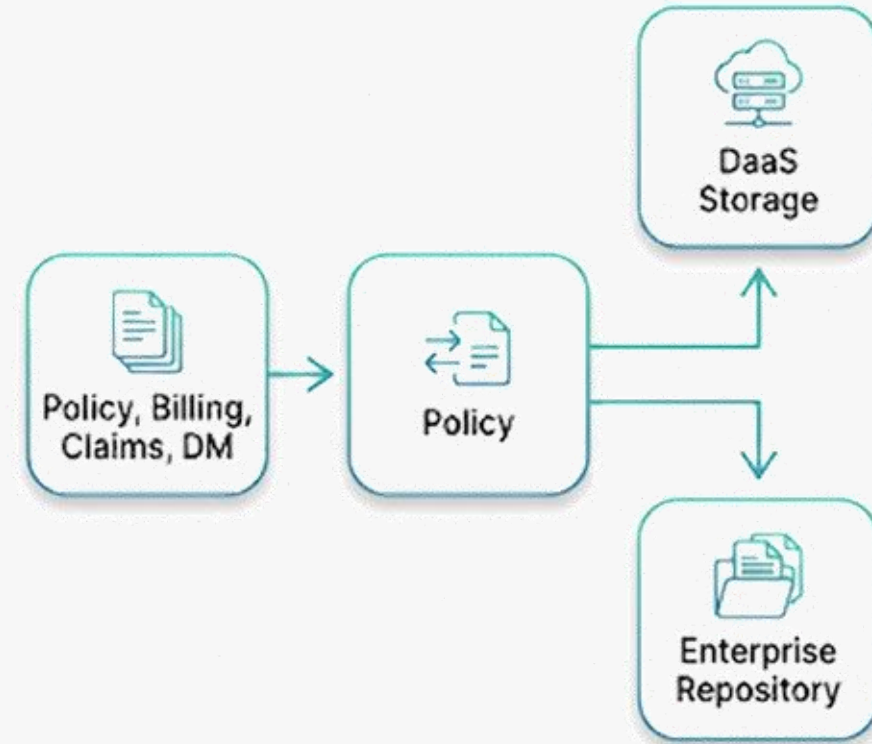 DaaS
Storage
Policy, Billing,
Claims, DM
Policy
Enterprise
Repository